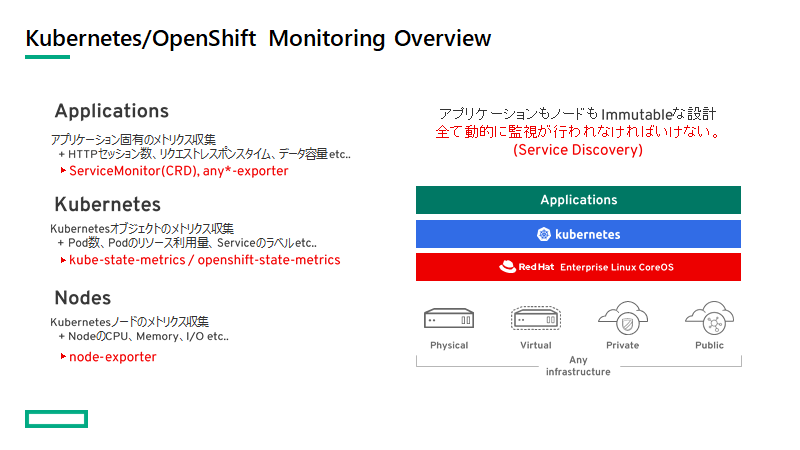 Kubernetes/OpenShift Monitoring Overview
Applications
アプリケーション固有のメトリクス収集
+ HTTPセッション数、リクエストレスポンスタイム、データ容量etc..
ServiceMonitor(CRD), any*-exporter
Kubernetes
Kubernetesオブジェクトのメトリクス収集
+ Pod数、Podのリソース利用量、Serviceのラベルetc..
kube-state-metrics / openshift-state-metrics
Nodes
Kubernetesノードのメトリクス収集
+ NodeのCPU、Memory、I/O etc..
node-exporter
アプリケーションもノードもImmutableな設計
全て動的に監視が行われなければいけない。
(Service Discovery)
Applications
kubernetes
Red Hat Enterprise Linux CoreOS
Physical
Virtual
Private
Public
Any
infrastructure